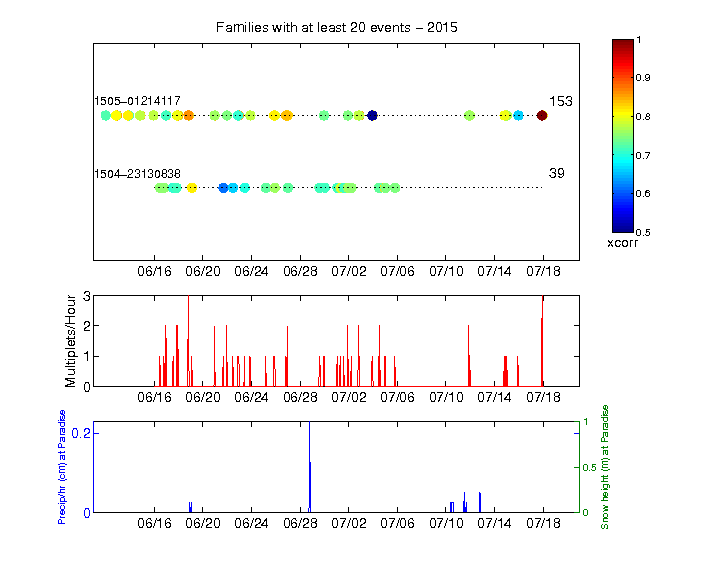 Families with at least 20 events – 2015
1505–01214117
153
1504–23130838
39
06/16 06/20 06/24 06/28 07/02 07/06 07/10 07/14 07/18
1
0.9
0.8
0.7
0.6
0.5
xcorr
Multiplets/Hour
3
2
1
0
06/16 06/20 06/24 06/28 07/02 07/06 07/10 07/14 07/18
Precip/hr (cm) at Paradise
0.2
0
1
0.5
0
Snow height (m) at Paradise
06/16 06/20 06/24 06/28 07/02 07/06 07/10 07/14 07/18